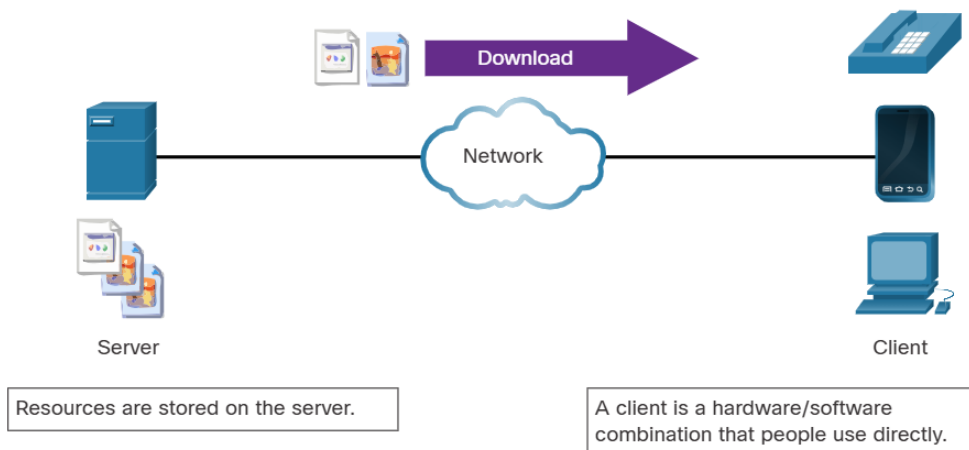 Download
Network
Server
Client
Resources are stored on the server.
A client is a hardware/software
combination that people use directly.